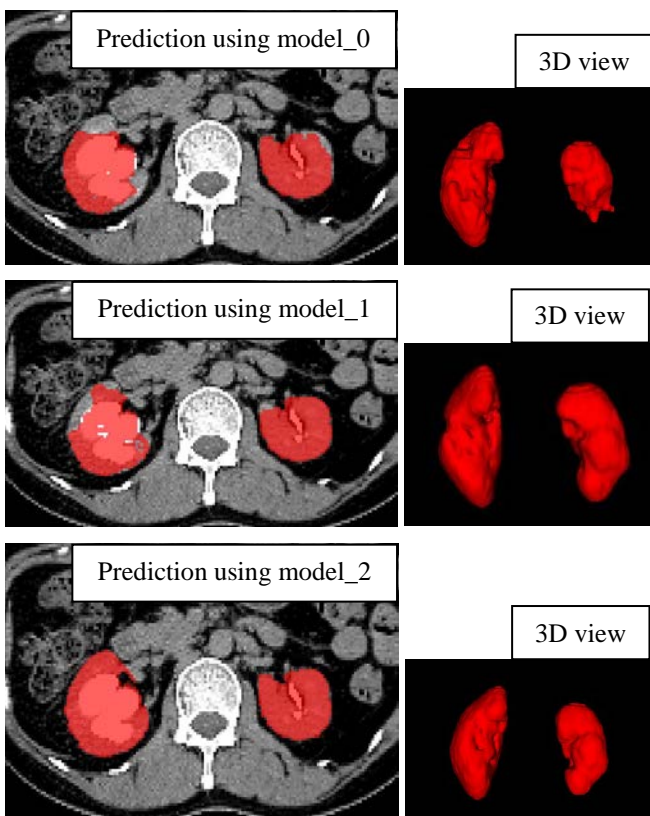 Prediction using model_0
3D view
Prediction using model_1
3D view
Prediction using model_2
3D view